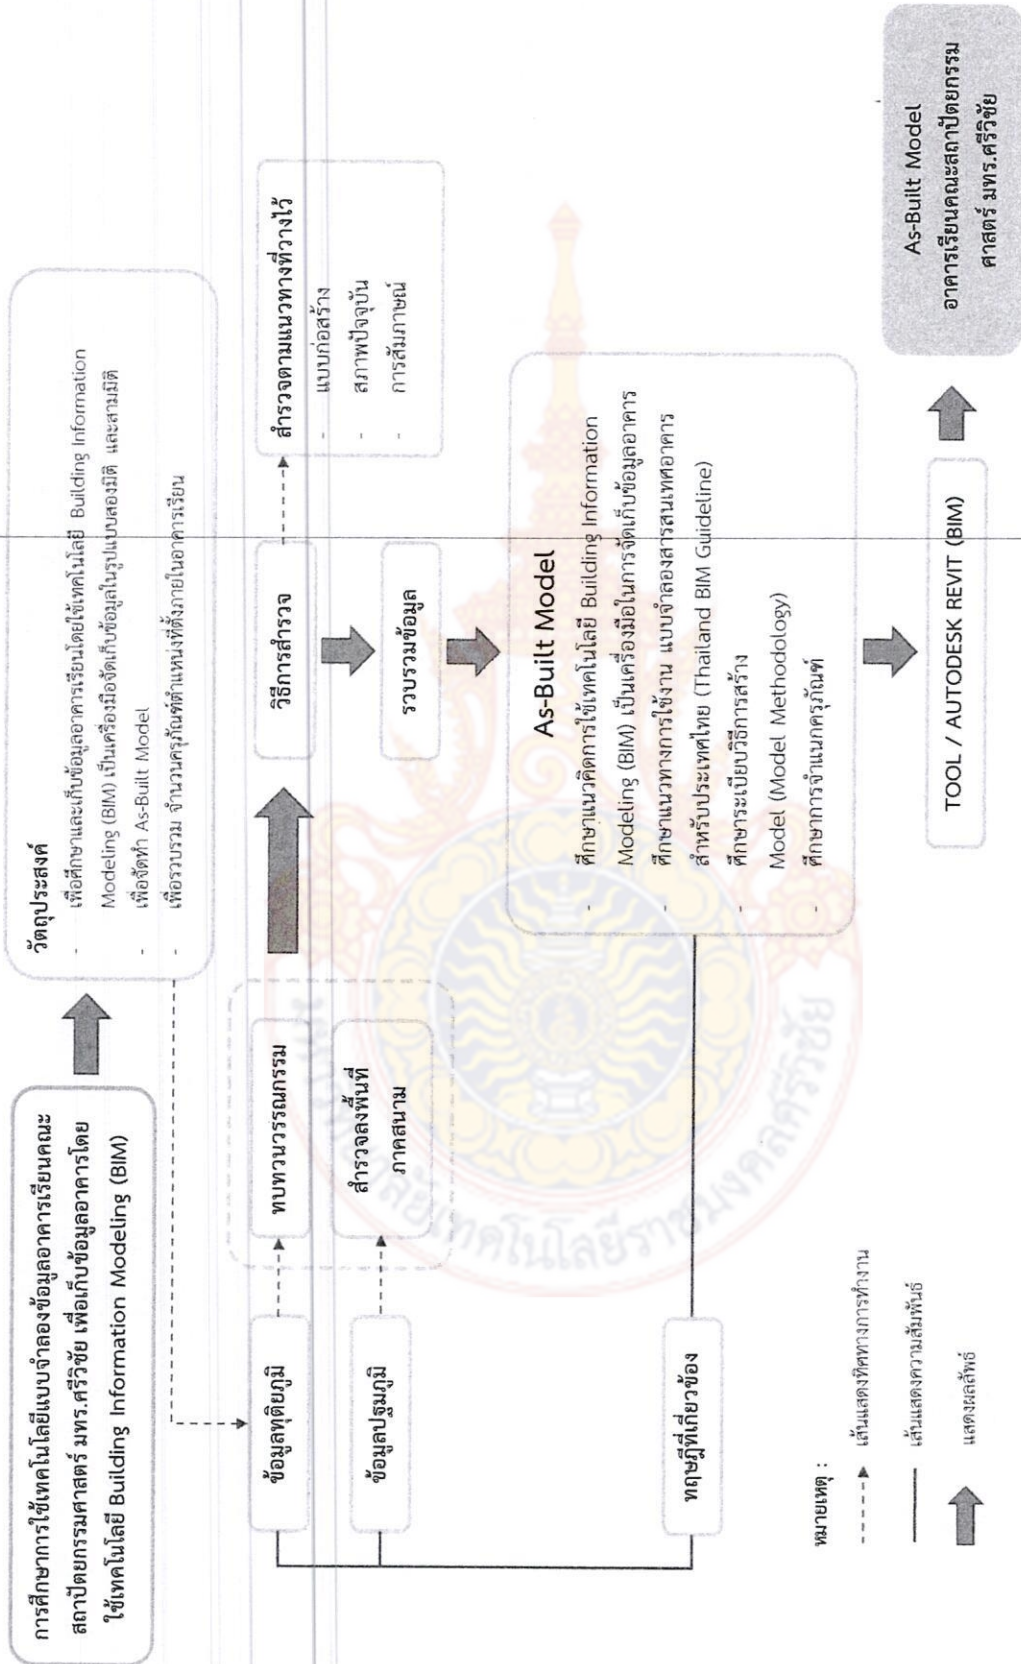 การศึกษาการใช้เทคโนโลยีแบบจำลองข้อมูลอาคารเรียนคณะ
สถาปัตยกรรมศาสตร์ มทร.ศรีวิชัย เพื่อเก็บข้อมูลอาคารโดย
ใช้เทคโนโลยี Building Information Modeling (BIM)
วัตถุประสงค์
- เพื่อศึกษาและเก็บข้อมูลอาคารเรียนโดยใช้เทคโนโลยี Building Information
Modeling (BIM) เป็นเครื่องมือจัดเก็บข้อมูลในรูปแบบสองมิติ และสามมิติ
- เพื่อจัดทำ As-Built Model
- เพื่อรวบรวม จำนวนครุภัณฑ์ตำแหน่งที่ตั้งภายในอาคารเรียน
ข้อมูลทุติยภูมิ
ทบทวนวรรณกรรม
ข้อมูลปฐมภูมิ
สำรวจลงพื้นที่
ภาคสนาม
วิธีการสำรวจ
สำรวจตามแนวทางที่วางไว้
- แบบก่อสร้าง
- สภาพปัจจุบัน
- การสัมภาษณ์
รวบรวมข้อมูล
ทฤษฎีที่เกี่ยวข้อง
As-Built Model
- ศึกษาแนวคิดการใช้เทคโนโลยี Building Information
Modeling (BIM) เป็นเครื่องมือในการจัดเก็บข้อมูลอาคาร
- ศึกษาแนวทางการใช้งาน แบบจำลองสารสนเทศอาคาร
สำหรับประเทศไทย (Thailand BIM Guideline)
- ศึกษาระเบียบวิธีการสร้าง
Model (Model Methodology)
- ศึกษาการจำแนกครุภัณฑ์
TOOL / AUTODESK REVIT (BIM)
As-Built Model
อาคารเรียนคณะสถาปัตยกรรม
ศาสตร์ มทร.ศรีวิชัย
หมายเหตุ :
เส้นแสดงทิศทางการทำงาน
เส้นแสดงความสัมพันธ์
แสดงผลลัพธ์